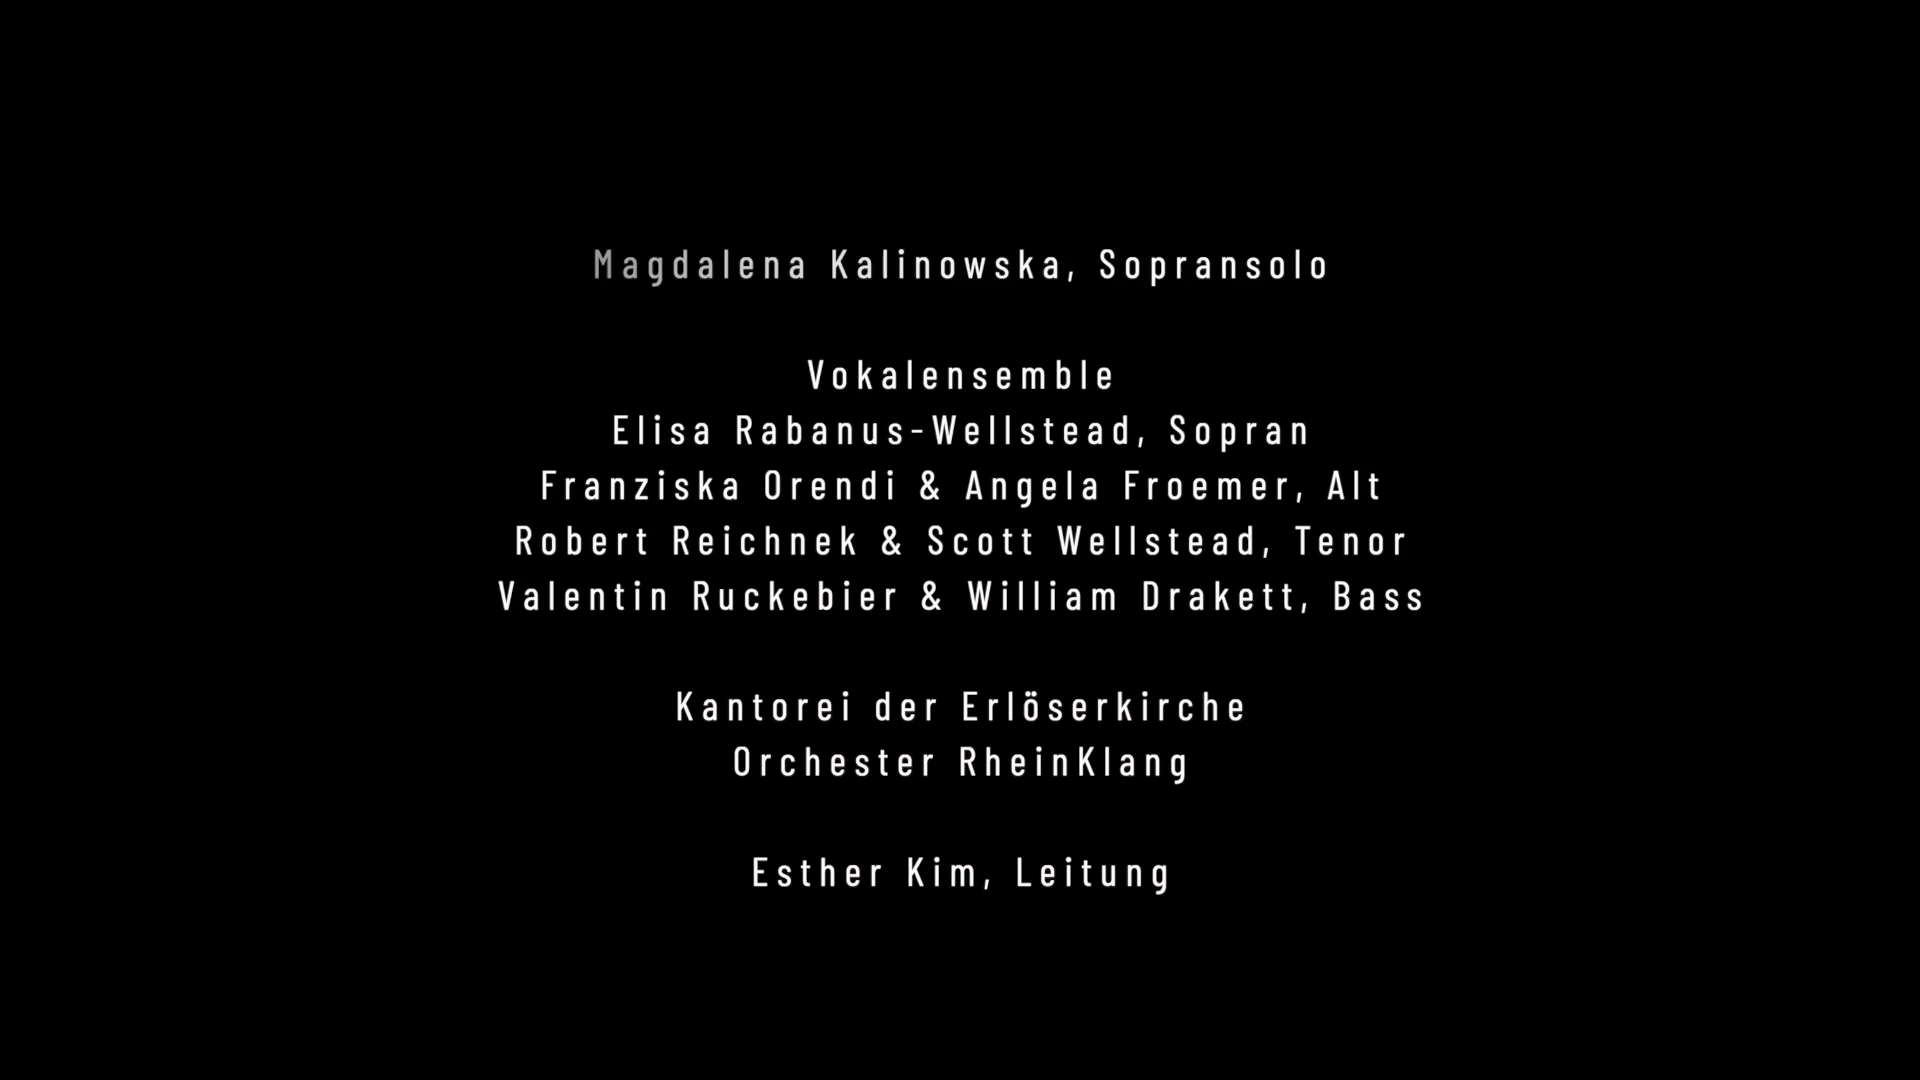 Magdalena Kalinowska, Sopransolo
Vokalensemble
Elisa Rabanus-Wellstead, Sopran
Franziska Orendi & Angela Froemer, Alt
Robert Reichnek & Scott Wellstead, Tenor
Valentin Ruckebier & William Drakett, Bass
Kantorei der Erlöserkirche
Orchester RheinKlang
Esther Kim, Leitung